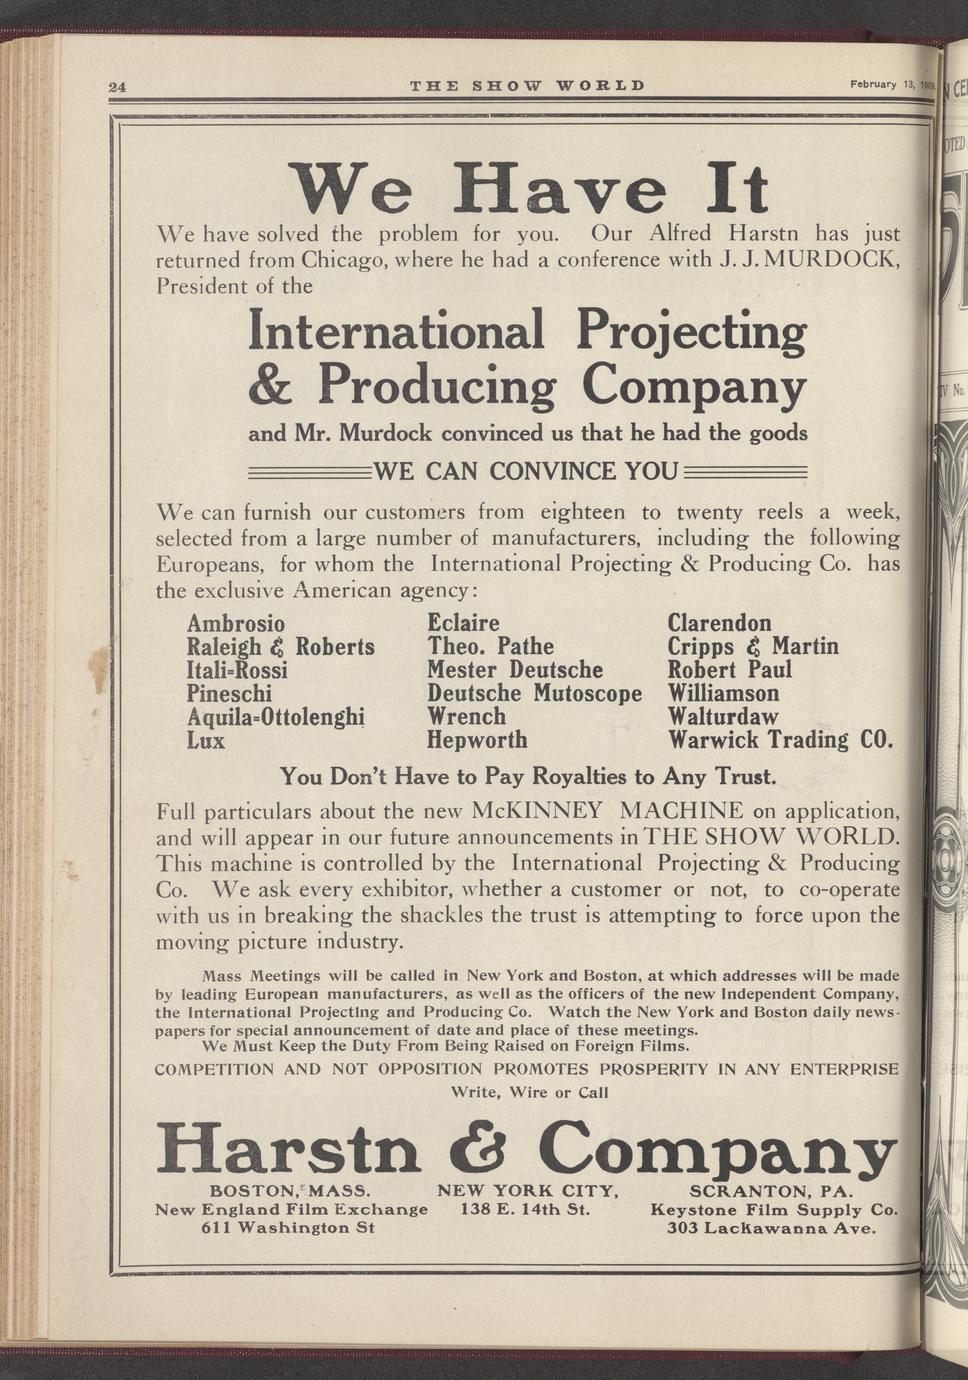 24
THE SHOW WORLD
February 13, 1909.
We Have It
We have solved the problem for you. Our Alfred Harstn has just
returned from Chicago, where he had a conference with J. J. MURDOCK,
President of the
International Projecting
& Producing Company
and Mr. Murdock convinced us that he had the goods
WE CAN CONVINCE YOU
We can furnish our customers from eighteen to twenty reels a week,
selected from a large number of manufacturers, including the following
Europeans, for whom the International Projecting & Producing Co. has
the exclusive American agency:
Ambrosio
Raleigh & Roberts
Itali=Rossi
Pineschi
Aquila=Ottolenghi
Lux
Eclaire
Theo. Pathe
Mester Deutsche
Deutsche Mutoscope
Wrench
Hepworth
Clarendon
Cripps & Martin
Robert Paul
Williamson
Walturdaw
Warwick Trading CO.
You Don't Have to Pay Royalties to Any Trust.
Full particulars about the new McKINNEY MACHINE on application,
and will appear in our future announcements in THE SHOW WORLD.
This machine is controlled by the International Projecting & Producing
Co. We ask every exhibitor, whether a customer or not, to co-operate
with us in breaking the shackles the trust is attempting to force upon the
moving picture industry.
Mass Meetings will be called in New York and Boston, at which addresses will be made
by leading European manufacturers, as well as the officers of the new Independent Company,
the International Projecting and Producing Co. Watch the New York and Boston daily news-
papers for special announcement of date and place of these meetings.
We Must Keep the Duty From Being Raised on Foreign Films.
COMPETITION AND NOT OPPOSITION PROMOTES PROSPERITY IN ANY ENTERPRISE
Write, Wire or Call
Harstn & Company
BOSTON, MASS.
New England Film Exchange
611 Washington St
NEW YORK CITY,
138 E. 14th St.
SCRANTON, PA.
Keystone Film Supply Co.
303 Lackawanna Ave.
IV No.